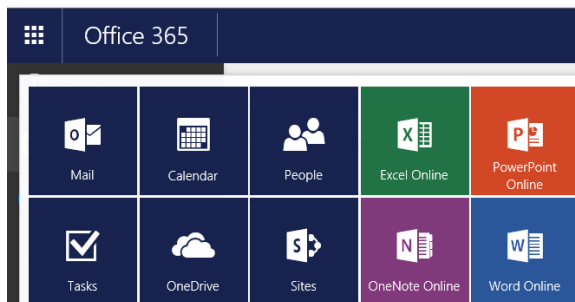 Office 365
Mail
Calendar
People
Excel Online
PowerPoint
Online
Tasks
OneDrive
Sites
OneNote Online
Word Online